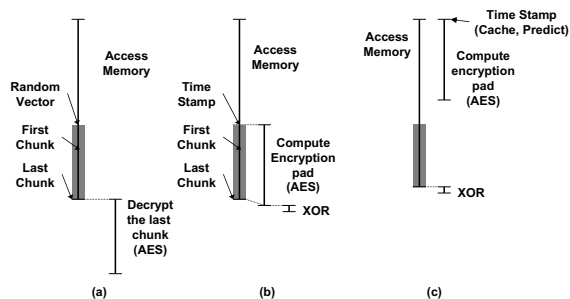 Access
Memory
Random
Vector
First
Chunk
Last
Chunk
Decrypt
the last
chunk
(AES)
(a)
Access
Memory
Time
Stamp
First
Chunk
Last
Chunk
Compute
Encryption
pad
(AES)
XOR
(b)
Access
Memory
Time Stamp
(Cache, Predict)
Compute
encryption
pad
(AES)
XOR
(c)